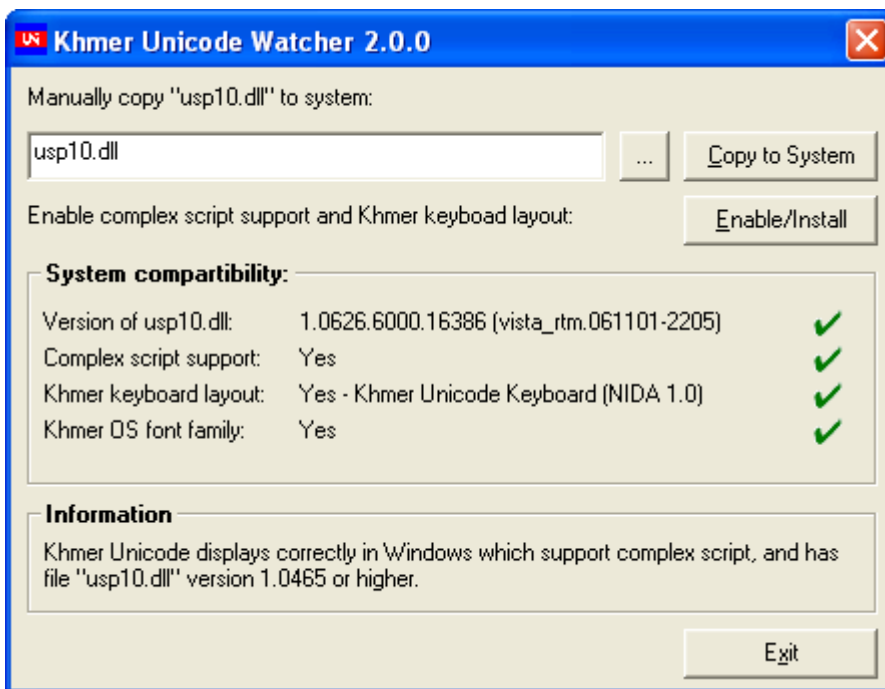 UN Khmer Unicode Watcher 2.0.0
Manually copy "usp10.dll" to system:
usp10.dll ... Copy to System
Enable complex script support and Khmer keyboad layout: Enable/Install
System compartibility:
Version of usp10.dll: 1.0626.6000.16386 (vista_rtm.061101-2205)
Complex script support: Yes
Khmer keyboard layout: Yes - Khmer Unicode Keyboard (NIDA 1.0)
Khmer OS font family: Yes
Information
Khmer Unicode displays correctly in Windows which support complex script, and has
file "usp10.dll" version 1.0465 or higher.
Exit